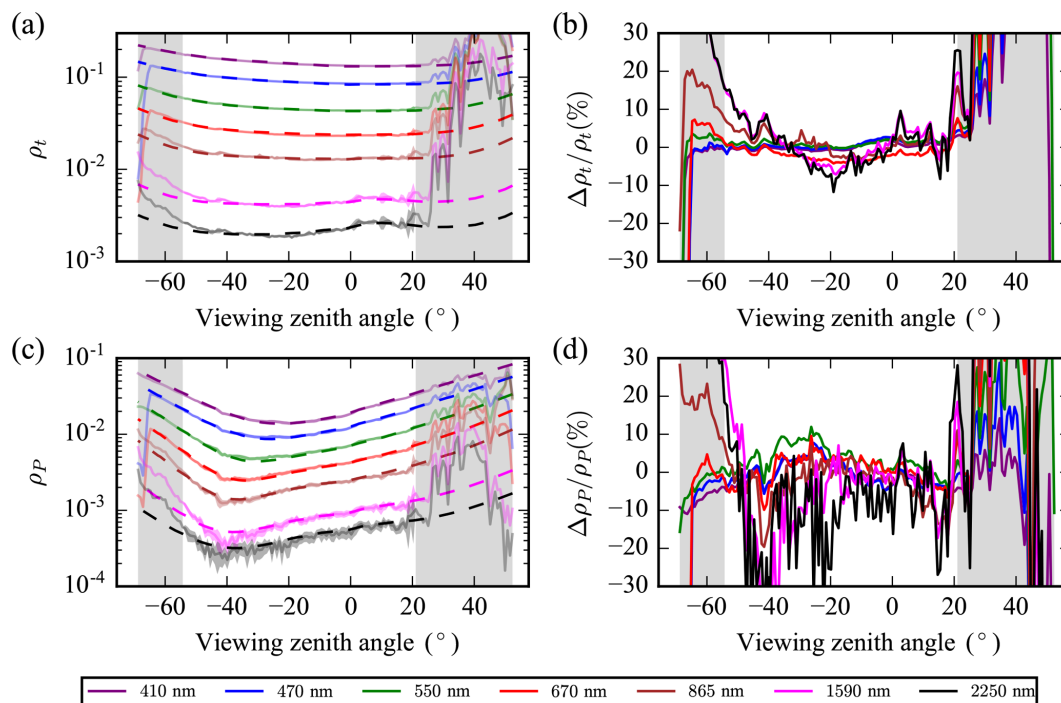 (a)
(b)
ρt
10⁻¹
10⁻²
10⁻³
−60 −40 −20 0 20 40
Viewing zenith angle (°)
Δρt/ρt(%)
30
20
10
0
−10
−20
−30
−60 −40 −20 0 20 40
Viewing zenith angle (°)
(c)
(d)
ρP
10⁻¹
10⁻²
10⁻³
10⁻⁴
−60 −40 −20 0 20 40
Viewing zenith angle (°)
ΔρP/ρP(%)
30
20
10
0
−10
−20
−30
−60 −40 −20 0 20 40
Viewing zenith angle (°)
410 nm 470 nm 550 nm 670 nm 865 nm 1590 nm 2250 nm